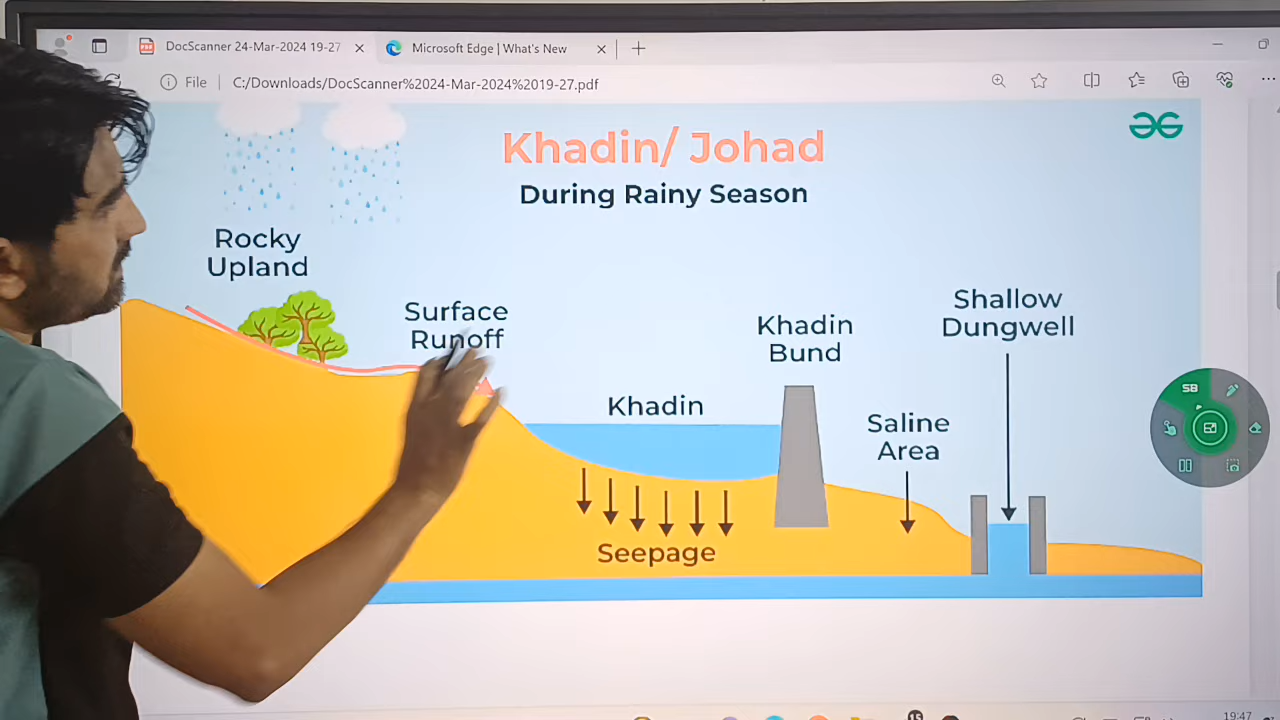 DocScanner 24-Mar-2024 19-27
Microsoft Edge | What's New
File
C:/Downloads/DocScanner%2024-Mar-2024%2019-27.pdf
Khadin/ Johad
During Rainy Season
Rocky
Upland
Surface
Runoff
Khadin
Khadin
Bund
Saline
Area
Shallow
Dungwell
Seepage
SB
15
19:47